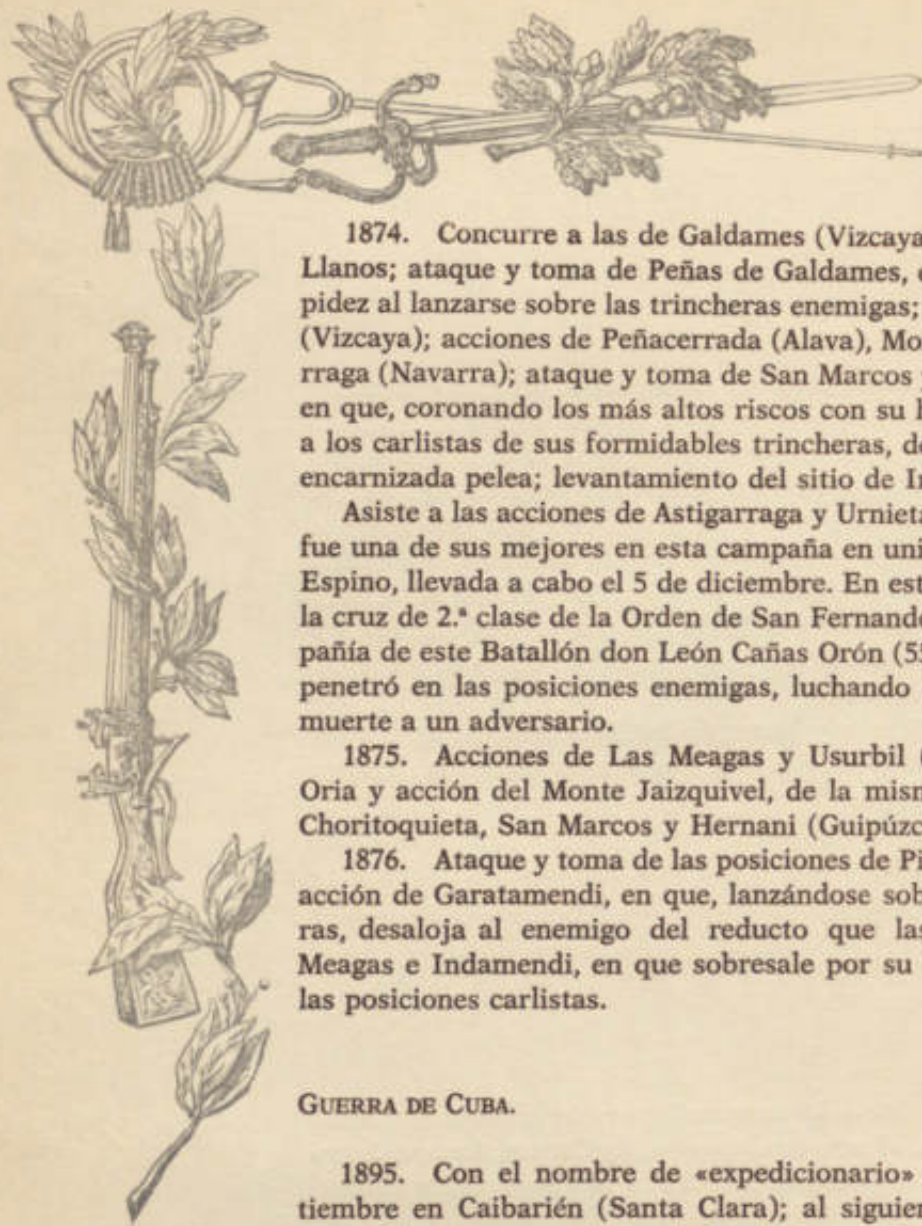 1874. Concurre a las de Galdames (Vizcaya
Llanos; ataque y toma de Peñas de Galdames,
pidez al lanzarse sobre las trincheras enemigas;
(Vizcaya); acciones de Peñacerrada (Alava), Mo
rraga (Navarra); ataque y toma de San Marcos
en que, coronando los más altos riscos con su
a los carlistas de sus formidables trincheras, de
encarnizada pelea; levantamiento del sitio de Ir
Asiste a las acciones de Astigarraga y Urnieta
fue una de sus mejores en esta campaña en uni
Espino, llevada a cabo el 5 de diciembre. En est
la cruz de 2.ª clase de la Orden de San Fernando
pañía de este Batallón don León Cañas Orón (55
penetró en las posiciones enemigas, luchando
muerte a un adversario.
1875. Acciones de Las Meagas y Usurbil (
Oria y acción del Monte Jaizquivel, de la mism
Choritoquieta, San Marcos y Hernani (Guipúzc
1876. Ataque y toma de las posiciones de Pi
acción de Garatamendi, en que, lanzándose sob
ras, desaloja al enemigo del reducto que las
Meagas e Indamendi, en que sobresale por su
las posiciones carlistas.
GUERRA DE CUBA.
1895. Con el nombre de «expedicionario»
tiembre en Caibarién (Santa Clara); al siguien